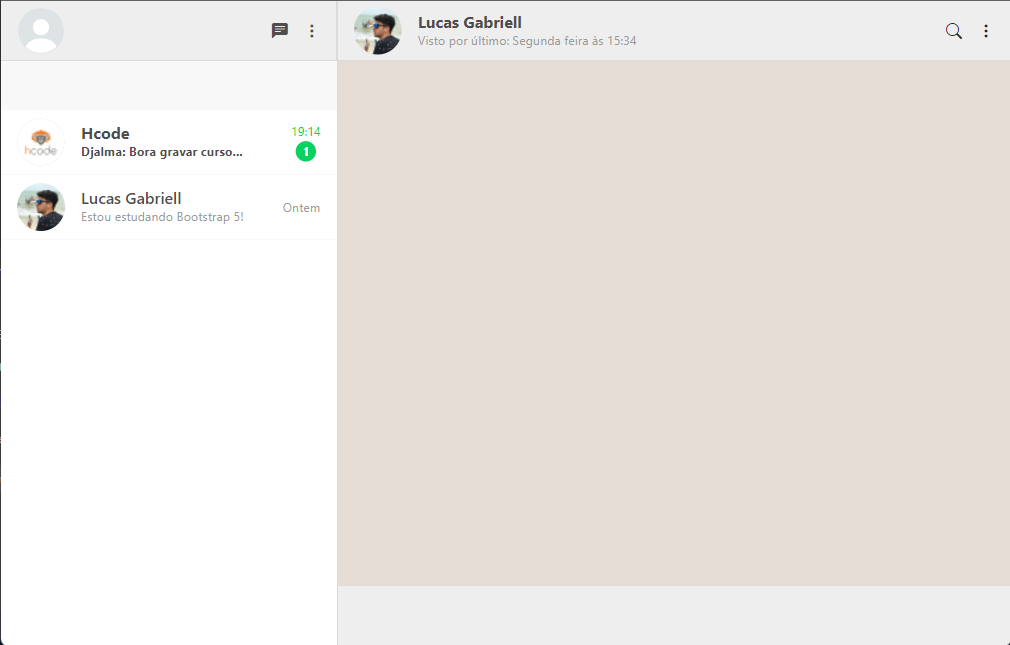 Lucas Gabriell
Visto por último: Segunda feira às 15:34
hcode
Hcode
19:14
Djalma: Bora gravar curso...
1
Lucas Gabriell
Estou estudando Bootstrap 5!
Ontem